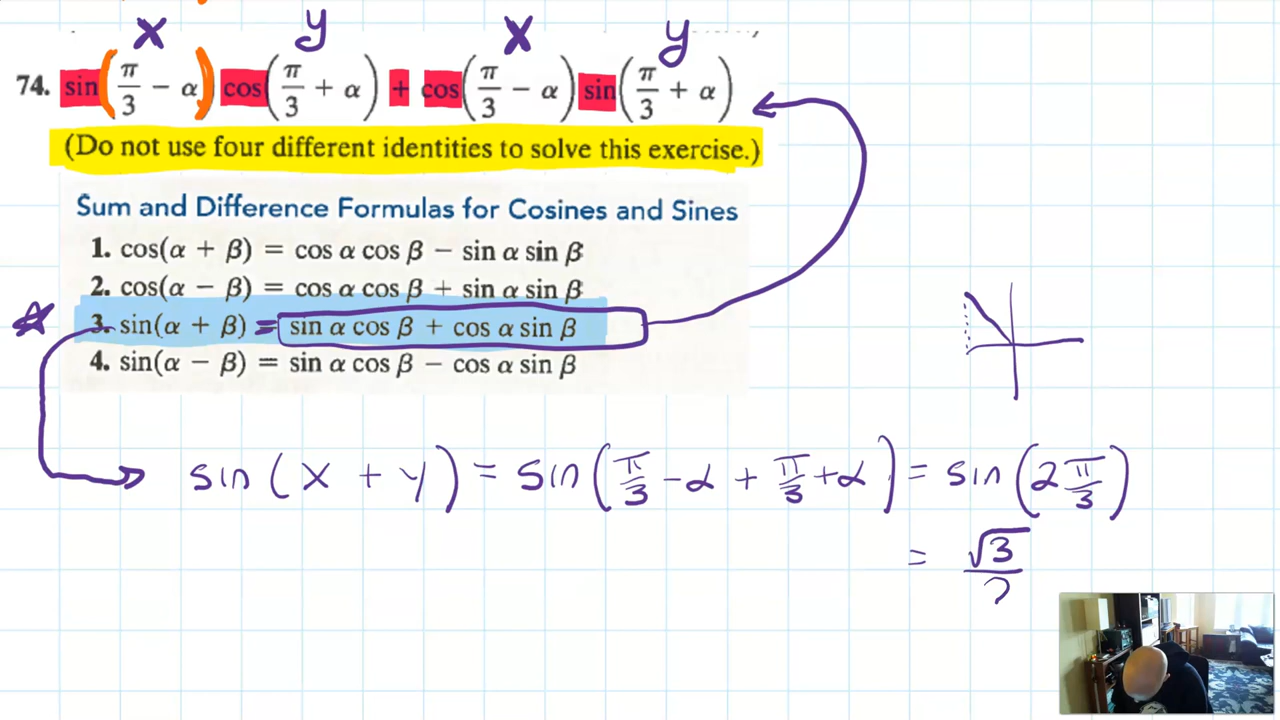 x y x y
74. sin(π/3 − α) cos(π/3 + α) + cos(π/3 − α) sin(π/3 + α)
(Do not use four different identities to solve this exercise.)
Sum and Difference Formulas for Cosines and Sines
1. cos(α + β) = cos α cos β − sin α sin β
2. cos(α − β) = cos α cos β + sin α sin β
3. sin(α + β) = sin α cos β + cos α sin β
4. sin(α − β) = sin α cos β − cos α sin β
sin(x + y) = sin(π/3 − α + π/3 + α) = sin(2π/3)
= √3/2